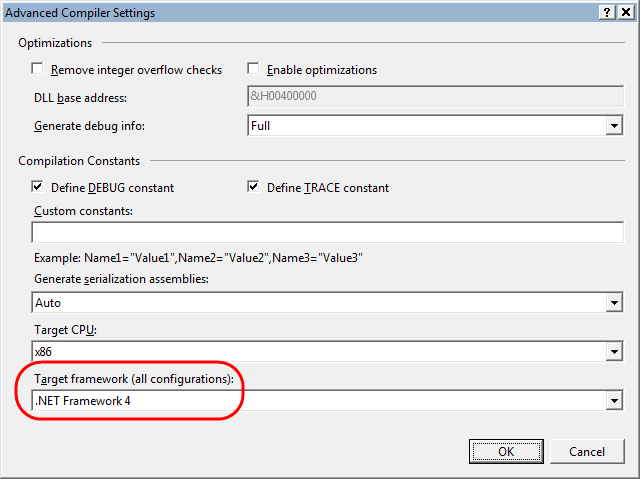 Advanced Compiler Settings
Optimizations
Remove integer overflow checks Enable optimizations
DLL base address: &H00400000
Generate debug info: Full
Compilation Constants
Define DEBUG constant Define TRACE constant
Custom constants:
Example: Name1="Value1",Name2="Value2",Name3="Value3"
Generate serialization assemblies:
Auto
Target CPU:
x86
Target framework (all configurations):
.NET Framework 4
OK Cancel